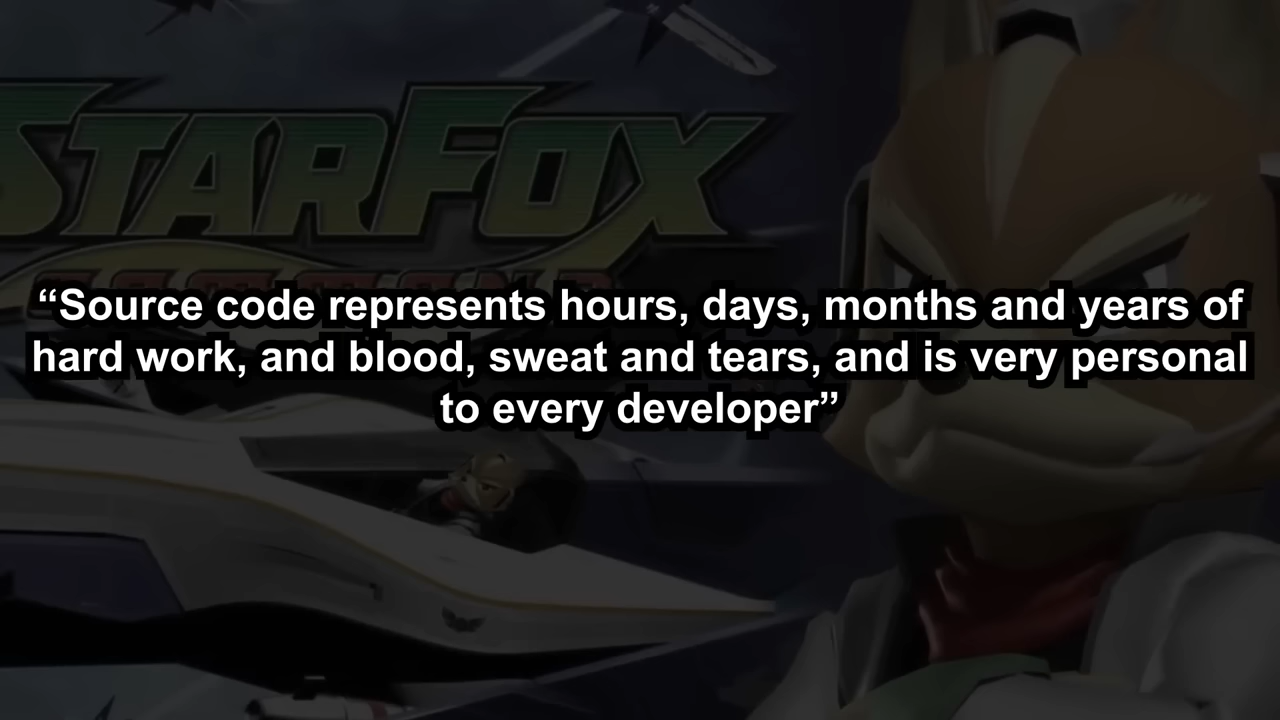 STARFOX
“Source code represents hours, days, months and years of
hard work, and blood, sweat and tears, and is very personal
to every developer”